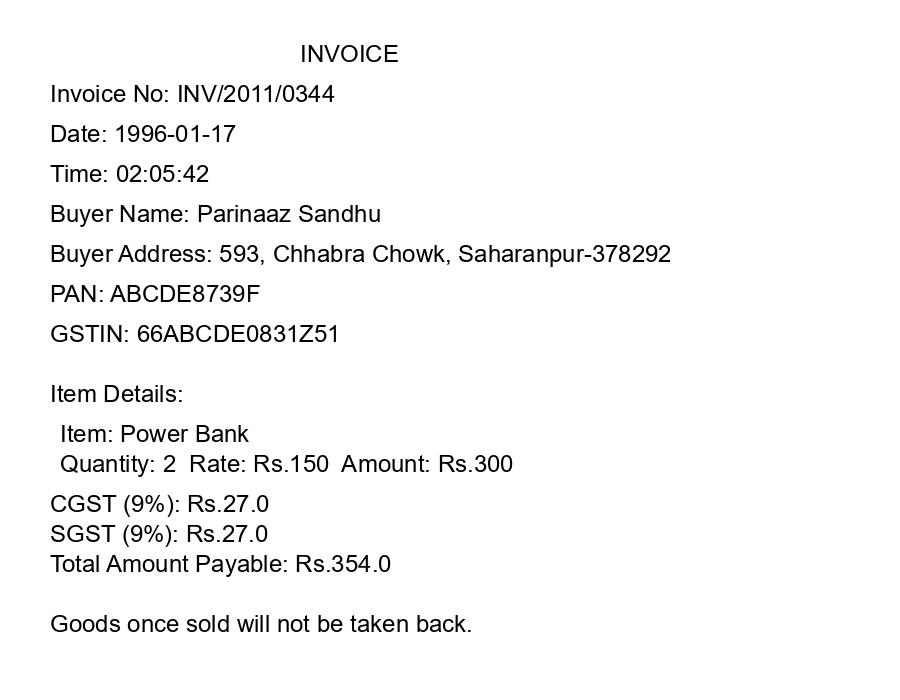 INVOICE
Invoice No: INV/2011/0344
Date: 1996-01-17
Time: 02:05:42
Buyer Name: Parinaaz Sandhu
Buyer Address: 593, Chhabra Chowk, Saharanpur-378292
PAN: ABCDE8739F
GSTIN: 66ABCDE0831Z51
Item Details:
Item: Power Bank
Quantity: 2  Rate: Rs.150  Amount: Rs.300
CGST (9%): Rs.27.0
SGST (9%): Rs.27.0
Total Amount Payable: Rs.354.0
Goods once sold will not be taken back.